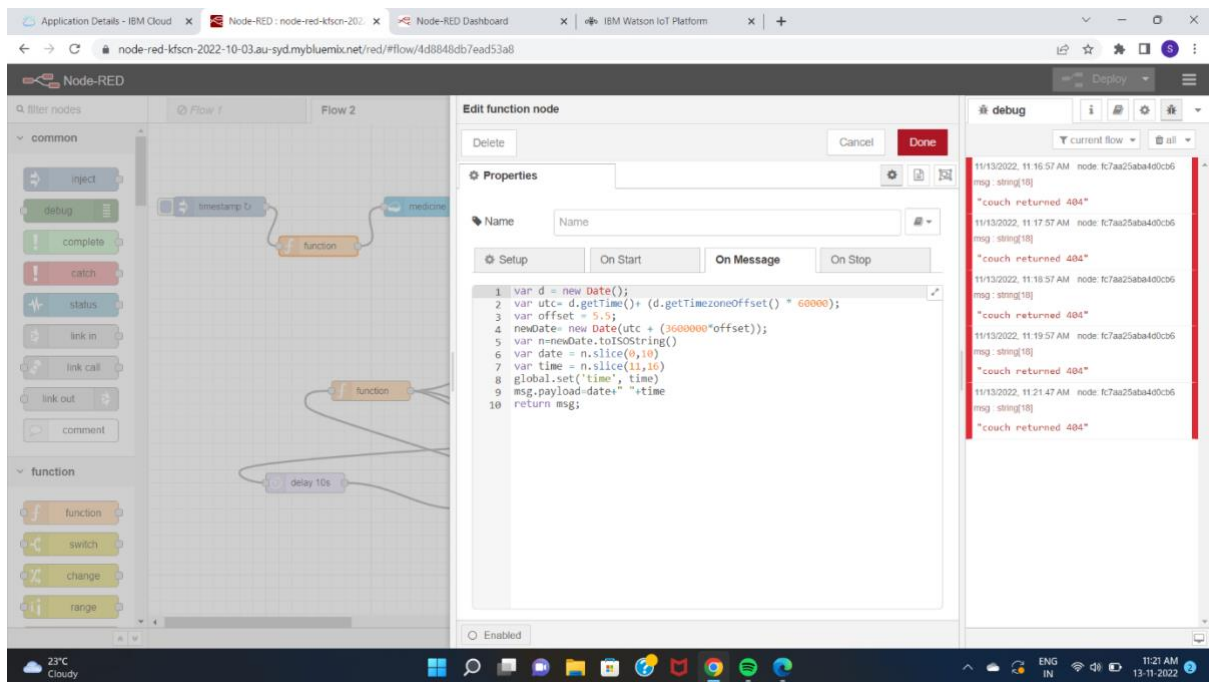 Application Details - IBM Cloud
Node-RED : node-red-kfscn-202
Node-RED Dashboard
IBM Watson IoT Platform
node-red-kfscn-2022-10-03.au-syd.mybluemix.net/red/#flow/4d8848db7ead53a8
S
Node-RED
Deploy
filter nodes
Flow 1
Flow 2
Edit function node
debug
common
Delete
Cancel
Done
current flow
all
Properties
inject
debug
complete
catch
status
link in
link call
link out
comment
function
function
switch
change
range
timestamp
function
medicine
function
delay 10s
Name
Name
Setup
On Start
On Message
On Stop
1 var d = new Date();
2 var utc= d.getTime()+ (d.getTimezoneOffset() * 60000);
3 var offset = 5.5;
4 newDate= new Date(utc + (3600000*offset));
5 var n=newDate.toISOString()
6 var date = n.slice(0,10)
7 var time = n.slice(11,16)
8 global.set('time', time)
9 msg.payload=date+" "+time
10 return msg;
Enabled
11/13/2022, 11:16:57 AM node: fc7aa25aba4d0cb6
msg : string[18]
"couch returned 404"
11/13/2022, 11:17:57 AM node: fc7aa25aba4d0cb6
msg : string[18]
"couch returned 404"
11/13/2022, 11:18:57 AM node: fc7aa25aba4d0cb6
msg : string[18]
"couch returned 404"
11/13/2022, 11:19:57 AM node: fc7aa25aba4d0cb6
msg : string[18]
"couch returned 404"
11/13/2022, 11:21:47 AM node: fc7aa25aba4d0cb6
msg : string[18]
"couch returned 404"
23°C
Cloudy
ENG
IN
11:21 AM
13-11-2022
2